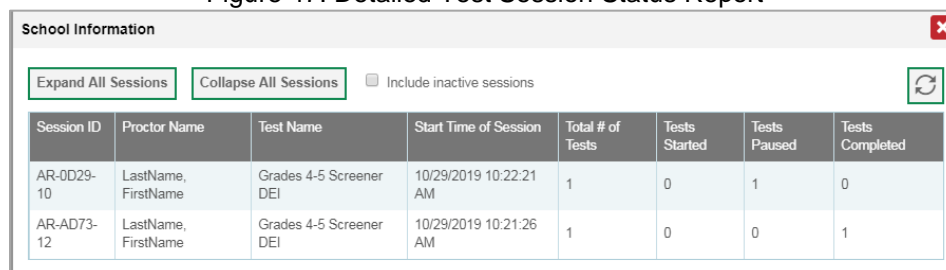 Figure 47. Detailed Test Session Status Report
School Information
Expand All Sessions Collapse All Sessions Include inactive sessions
Session ID Proctor Name Test Name Start Time of Session Total # of Tests Tests Started Tests Paused Tests Completed
AR-0D29-10 LastName, FirstName Grades 4-5 Screener DEI 10/29/2019 10:22:21 AM 1 0 1 0
AR-AD73-12 LastName, FirstName Grades 4-5 Screener DEI 10/29/2019 10:21:26 AM 1 0 0 1